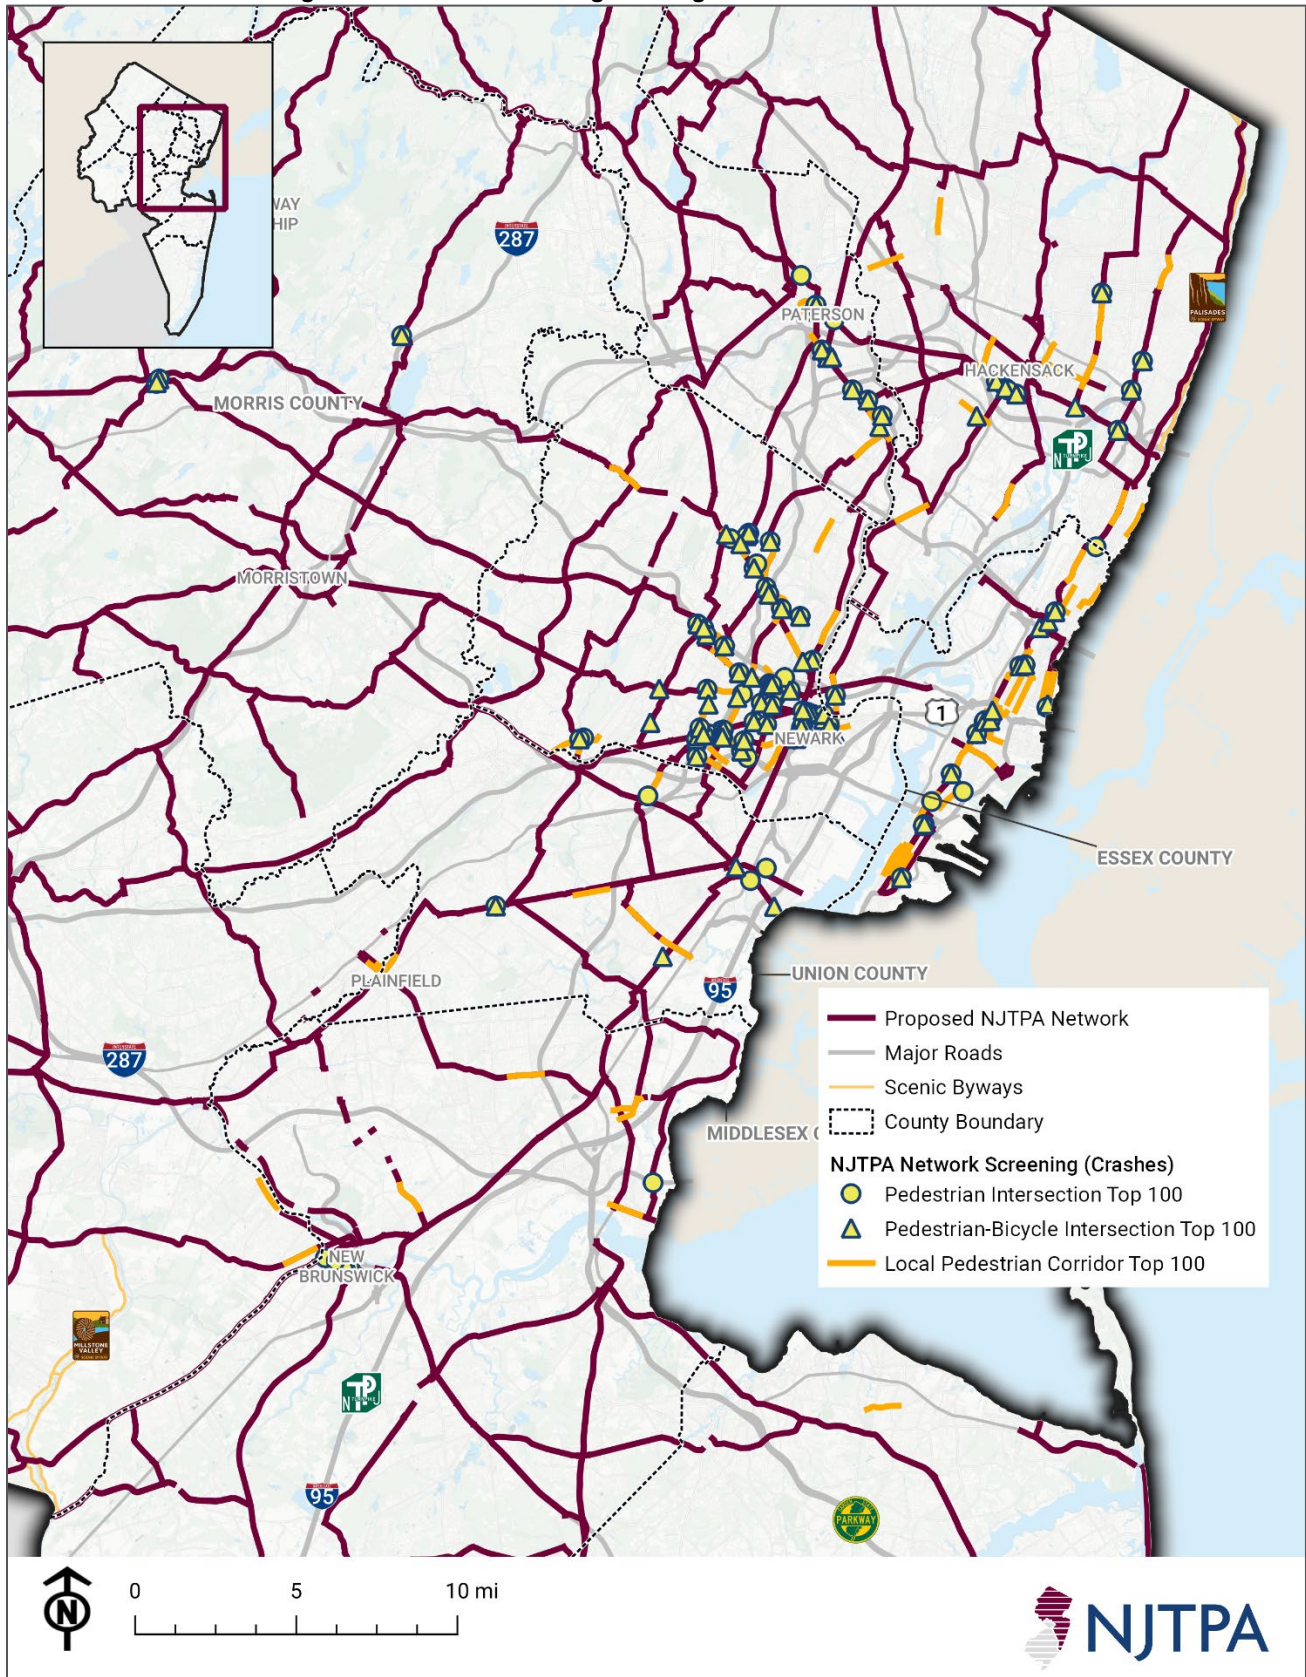 WAY
HIP
INTERSTATE
287
PATERSON
PALISADES
HACKENSACK
MORRIS COUNTY
N TP J
MORRISTOWN
1
NEWARK
ESSEX COUNTY
PLAINFIELD
UNION COUNTY
95
287
MIDDLESEX C
NEW
BRUNSWICK
MILLSTONE
VALLEY
N TP J
95
PARKWAY
Proposed NJTPA Network
Major Roads
Scenic Byways
County Boundary
NJTPA Network Screening (Crashes)
Pedestrian Intersection Top 100
Pedestrian-Bicycle Intersection Top 100
Local Pedestrian Corridor Top 100
N
0 5 10 mi
NJTPA